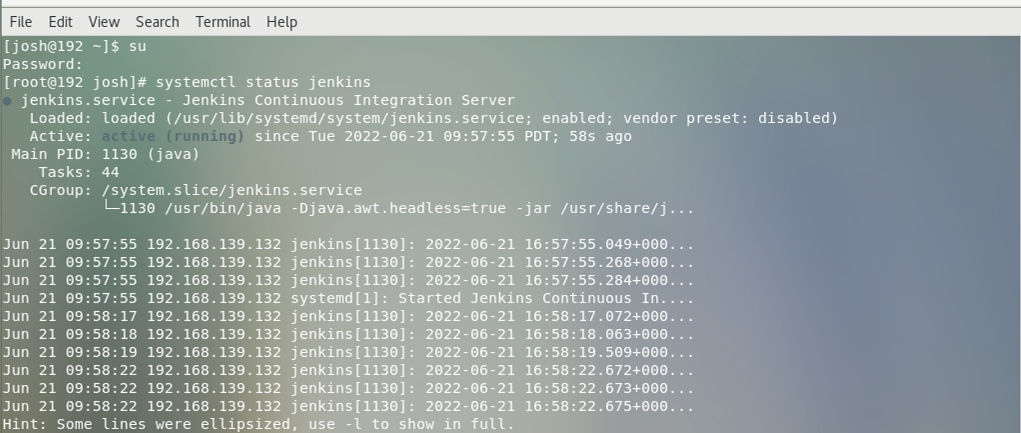 File Edit View Search Terminal Help
[josh@192 ~]$ su
Password:
[root@192 josh]# systemctl status jenkins
● jenkins.service - Jenkins Continuous Integration Server
   Loaded: loaded (/usr/lib/systemd/system/jenkins.service; enabled; vendor preset: disabled)
   Active: active (running) since Tue 2022-06-21 09:57:55 PDT; 58s ago
 Main PID: 1130 (java)
    Tasks: 44
   CGroup: /system.slice/jenkins.service
           └─1130 /usr/bin/java -Djava.awt.headless=true -jar /usr/share/j...
Jun 21 09:57:55 192.168.139.132 jenkins[1130]: 2022-06-21 16:57:55.049+000...
Jun 21 09:57:55 192.168.139.132 jenkins[1130]: 2022-06-21 16:57:55.268+000...
Jun 21 09:57:55 192.168.139.132 jenkins[1130]: 2022-06-21 16:57:55.284+000...
Jun 21 09:57:55 192.168.139.132 systemd[1]: Started Jenkins Continuous In....
Jun 21 09:58:17 192.168.139.132 jenkins[1130]: 2022-06-21 16:58:17.072+000...
Jun 21 09:58:18 192.168.139.132 jenkins[1130]: 2022-06-21 16:58:18.063+000...
Jun 21 09:58:19 192.168.139.132 jenkins[1130]: 2022-06-21 16:58:19.509+000...
Jun 21 09:58:22 192.168.139.132 jenkins[1130]: 2022-06-21 16:58:22.672+000...
Jun 21 09:58:22 192.168.139.132 jenkins[1130]: 2022-06-21 16:58:22.673+000...
Jun 21 09:58:22 192.168.139.132 jenkins[1130]: 2022-06-21 16:58:22.675+000...
Hint: Some lines were ellipsized, use -l to show in full.